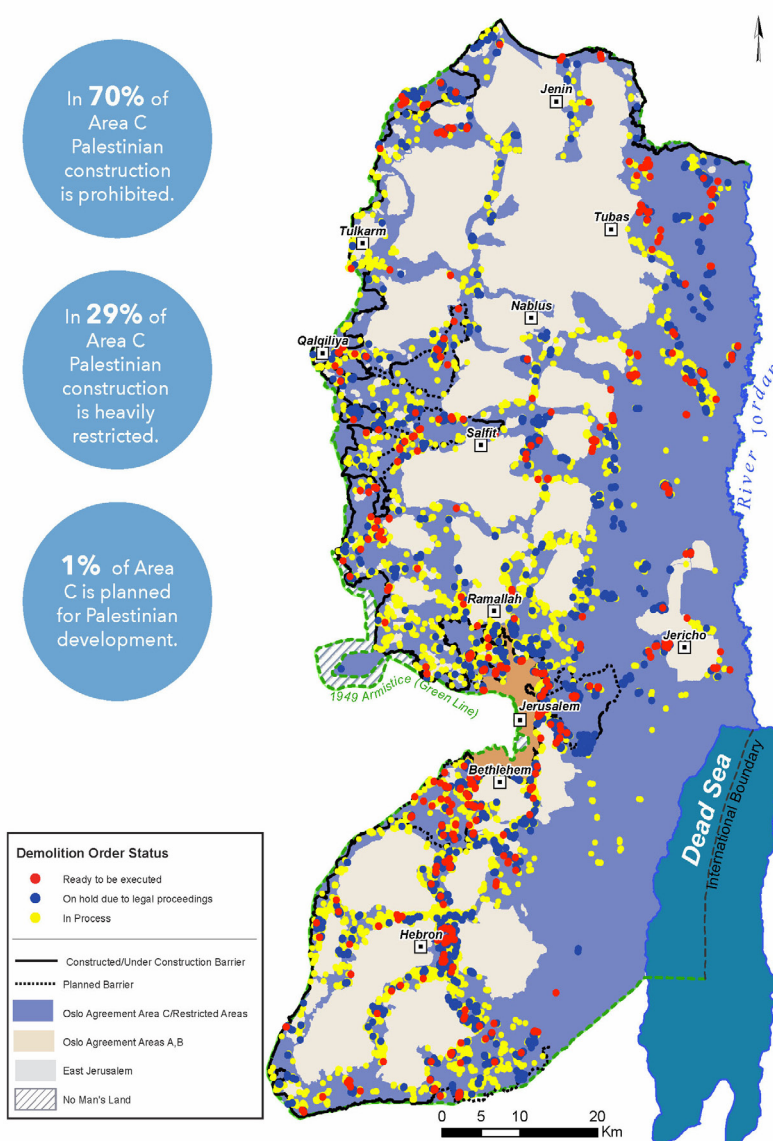 In 70% of
Area C
Palestinian
construction
is prohibited.
In 29% of
Area C
Palestinian
construction
is heavily
restricted.
1% of Area
C is planned
for Palestinian
development.
Jenin
Tubas
Tulkarm
Nablus
Qalqiliya
Salfit
River Jordan
Ramallah
Jericho
1949 Armistice (Green Line)
Jerusalem
Bethlehem
Dead Sea
International Boundary
Hebron
Demolition Order Status
Ready to be executed
On hold due to legal proceedings
In Process
Constructed/Under Construction Barrier
Planned Barrier
Oslo Agreement Area C/Restricted Areas
Oslo Agreement Areas A,B
East Jerusalem
No Man's Land
0 5 10 20
Km